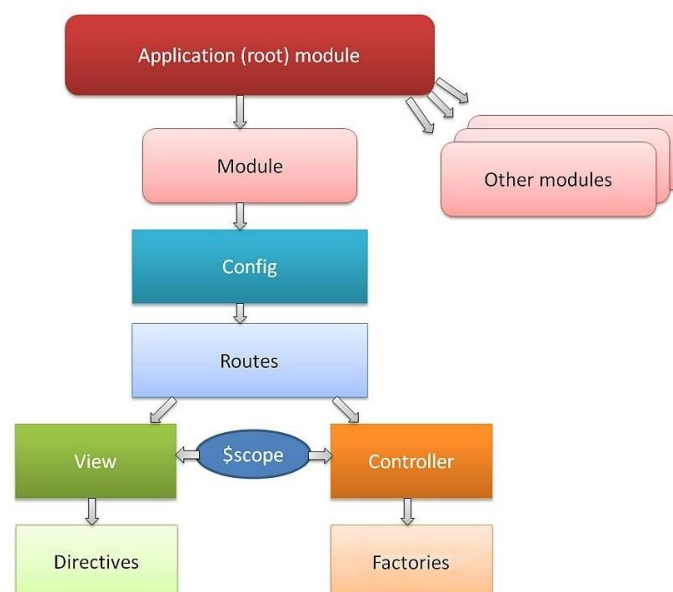 Application (root) module
Module
Other modules
Config
Routes
View
$scope
Controller
Directives
Factories